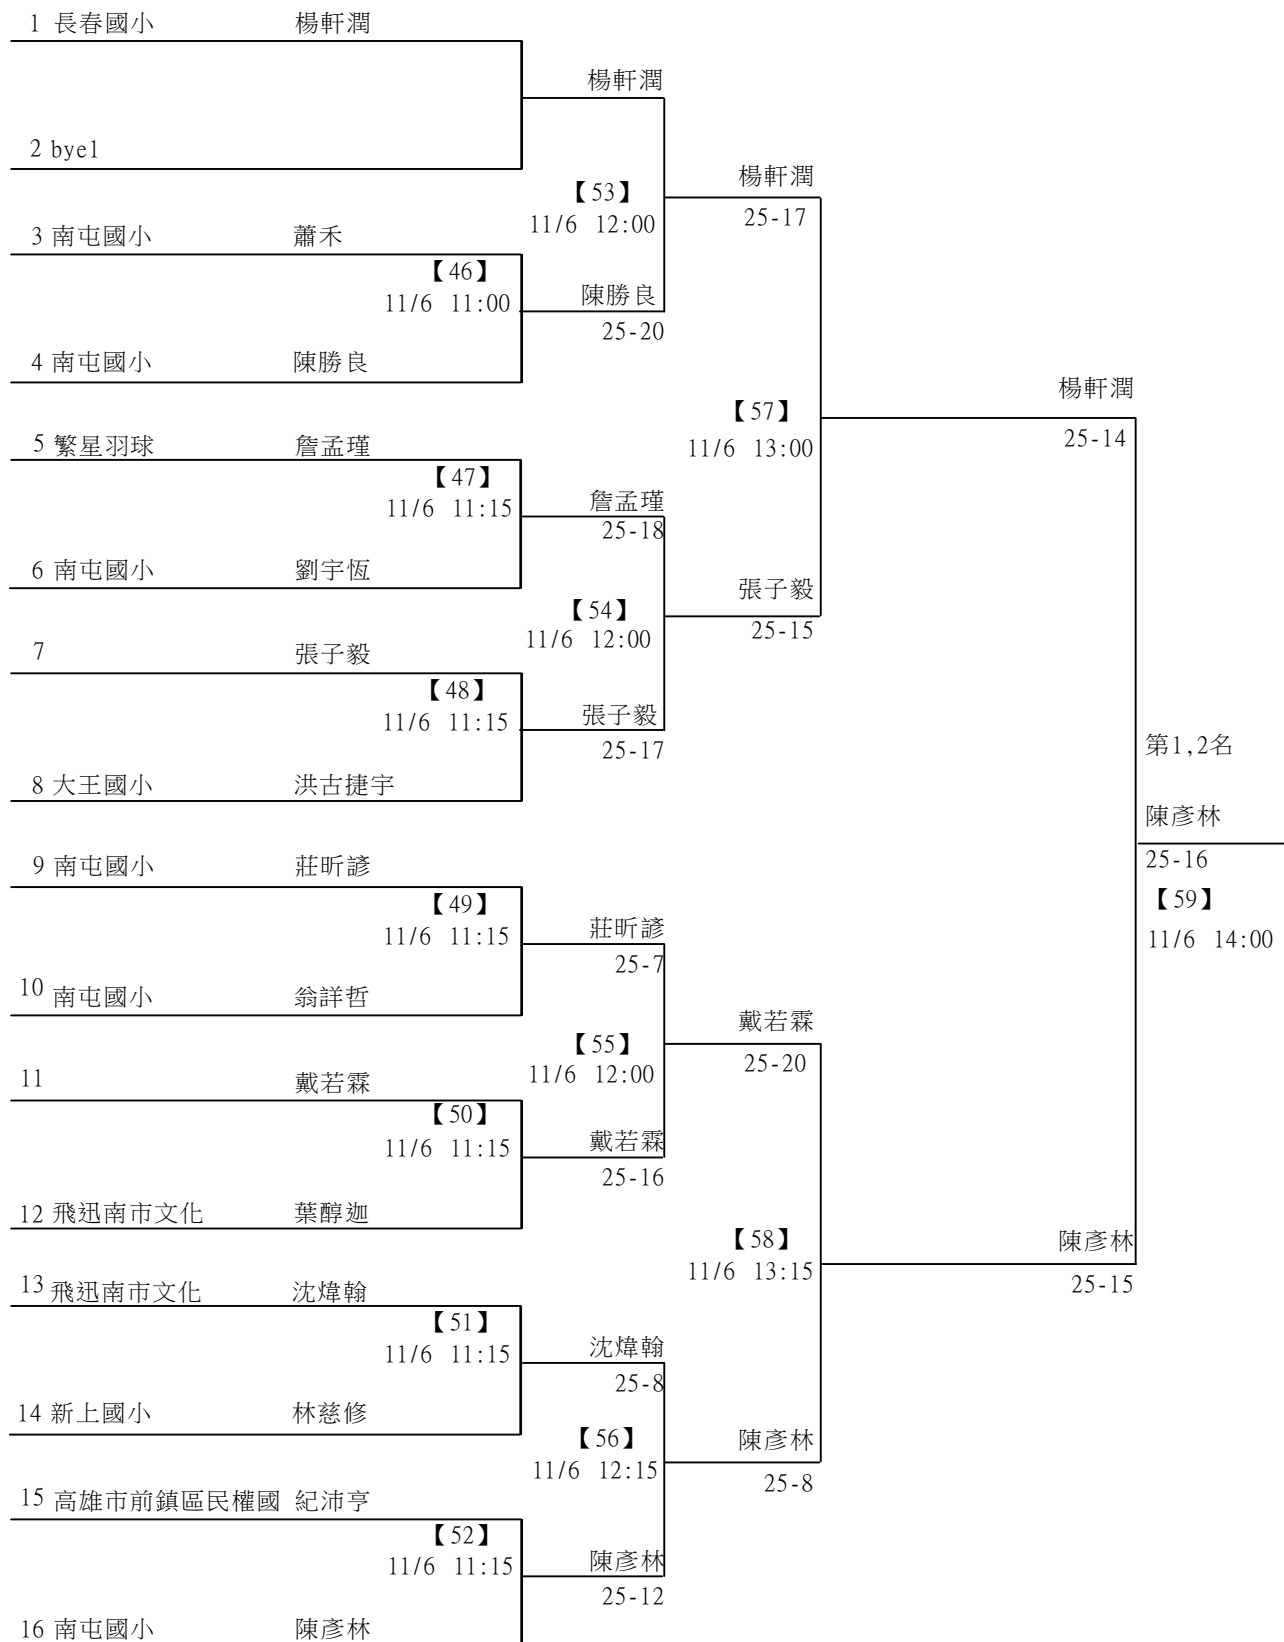 1 長春國小 楊軒潤
楊軒潤
2 bye1
楊軒潤
【53】
25-17
11/6 12:00
3 南屯國小 蕭禾
【46】
11/6 11:00
陳勝良
25-20
4 南屯國小 陳勝良
楊軒潤
【57】
25-14
11/6 13:00
5 繁星羽球 詹孟瑾
【47】
11/6 11:15
詹孟瑾
25-18
6 南屯國小 劉宇恆
張子毅
【54】
25-15
11/6 12:00
7 張子毅
【48】
11/6 11:15
張子毅
25-17
8 大王國小 洪古捷宇
第1,2名
陳彥林
25-16
【59】
11/6 14:00
9 南屯國小 莊昕諺
【49】
11/6 11:15
莊昕諺
25-7
10 南屯國小 翁詳哲
戴若霖
【55】
25-20
11/6 12:00
11 戴若霖
【50】
11/6 11:15
戴若霖
25-16
12 飛迅南市文化 葉醇迦
【58】
陳彥林
11/6 13:15
25-15
13 飛迅南市文化 沈煒翰
【51】
11/6 11:15
沈煒翰
25-8
14 新上國小 林慈修
【56】
陳彥林
11/6 12:15
25-8
15 高雄市前鎮區民權國 紀沛亨
【52】
11/6 11:15
陳彥林
25-12
16 南屯國小 陳彥林